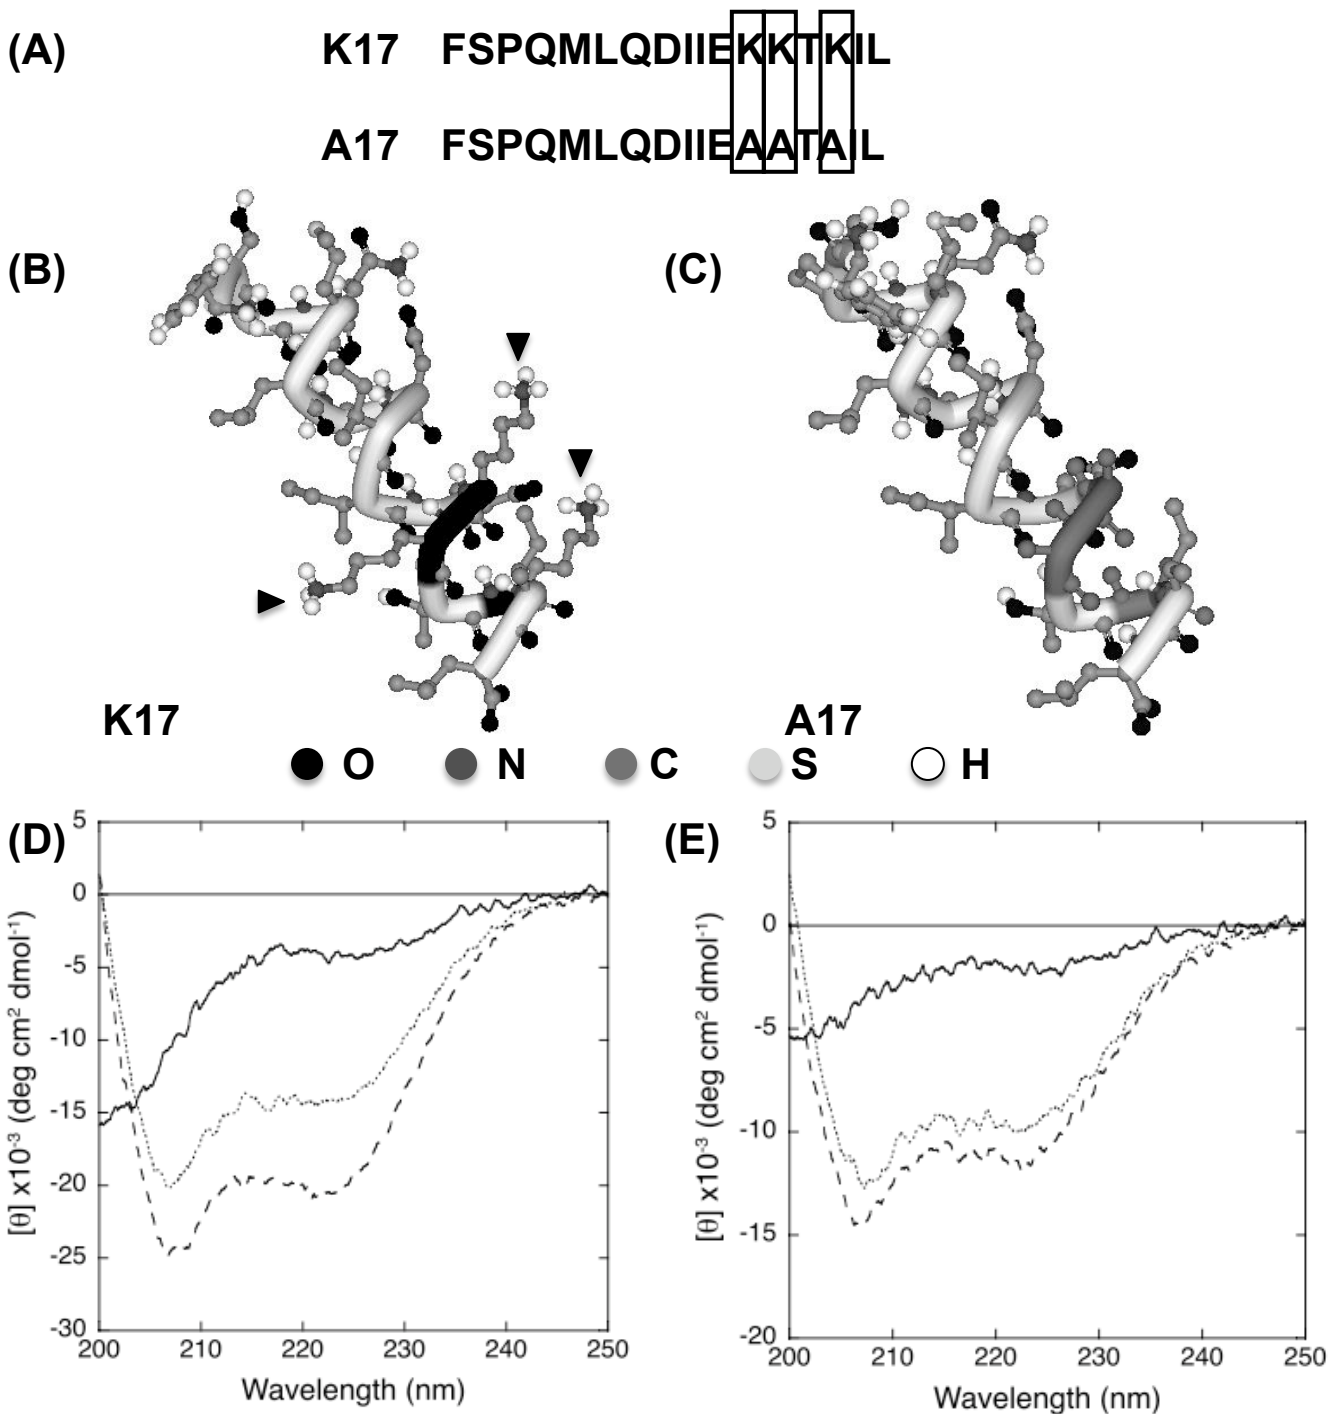 (A) K17 FSPQMLQDIIEKKTKIL
A17 FSPQMLQDIIEAATAIL
(B) (C)
K17 A17
O N C S H
(D) (E)
5
0
-5
-10
-15
-20
-25
-30
[θ] x10⁻³ (deg cm² dmol⁻¹)
200 210 220 230 240 250
Wavelength (nm)
5
0
-5
-10
-15
-20
[θ] x10⁻³ (deg cm² dmol⁻¹)
200 210 220 230 240 250
Wavelength (nm)